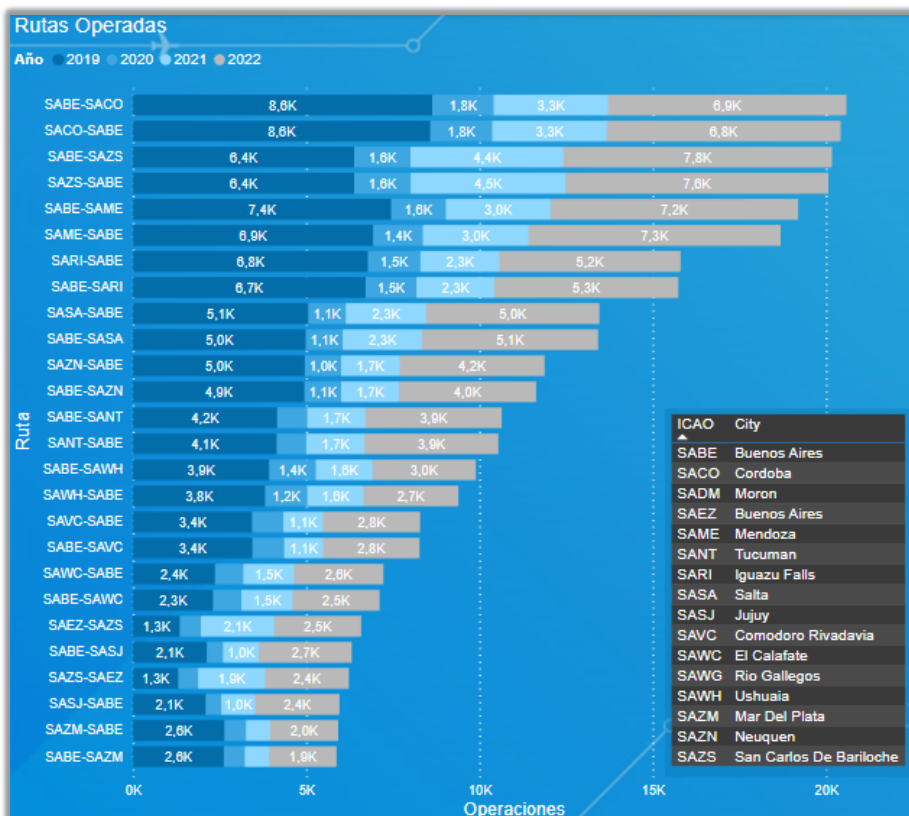 Rutas Operadas
Año 2019 2020 2021 2022
SABE-SACO 8,6K 1,8K 3,3K 6,9K
SACO-SABE 8,6K 1,8K 3,3K 6,8K
SABE-SAZS 6,4K 1,6K 4,4K 7,8K
SAZS-SABE 6,4K 1,6K 4,5K 7,6K
SABE-SAME 7,4K 1,6K 3,0K 7,2K
SAME-SABE 6,9K 1,4K 3,0K 7,3K
SARI-SABE 6,8K 1,5K 2,3K 5,2K
SABE-SARI 6,7K 1,5K 2,3K 5,3K
SASA-SABE 5,1K 1,1K 2,3K 5,0K
SABE-SASA 5,0K 1,1K 2,3K 5,1K
SAZN-SABE 5,0K 1,0K 1,7K 4,2K
SABE-SAZN 4,9K 1,1K 1,7K 4,0K
SABE-SANT 4,2K 1,7K 3,9K
SANT-SABE 4,1K 1,7K 3,9K
SABE-SAWH 3,9K 1,4K 1,6K 3,0K
SAWH-SABE 3,8K 1,2K 1,6K 2,7K
SAVC-SABE 3,4K 1,1K 2,8K
SABE-SAVC 3,4K 1,1K 2,8K
SAWC-SABE 2,4K 1,5K 2,6K
SABE-SAWC 2,3K 1,5K 2,5K
SAEZ-SAZS 1,3K 2,1K 2,5K
SABE-SASJ 2,1K 1,0K 2,7K
SAZS-SAEZ 1,3K 1,9K 2,4K
SASJ-SABE 2,1K 1,0K 2,4K
SAZM-SABE 2,6K 2,0K
SABE-SAZM 2,6K 1,9K
Ruta
0K 5K 10K 15K 20K
Operaciones
ICAO City
SABE Buenos Aires
SACO Cordoba
SADM Moron
SAEZ Buenos Aires
SAME Mendoza
SANT Tucuman
SARI Iguazu Falls
SASA Salta
SASJ Jujuy
SAVC Comodoro Rivadavia
SAWC El Calafate
SAWG Rio Gallegos
SAWH Ushuaia
SAZM Mar Del Plata
SAZN Neuquen
SAZS San Carlos De Bariloche